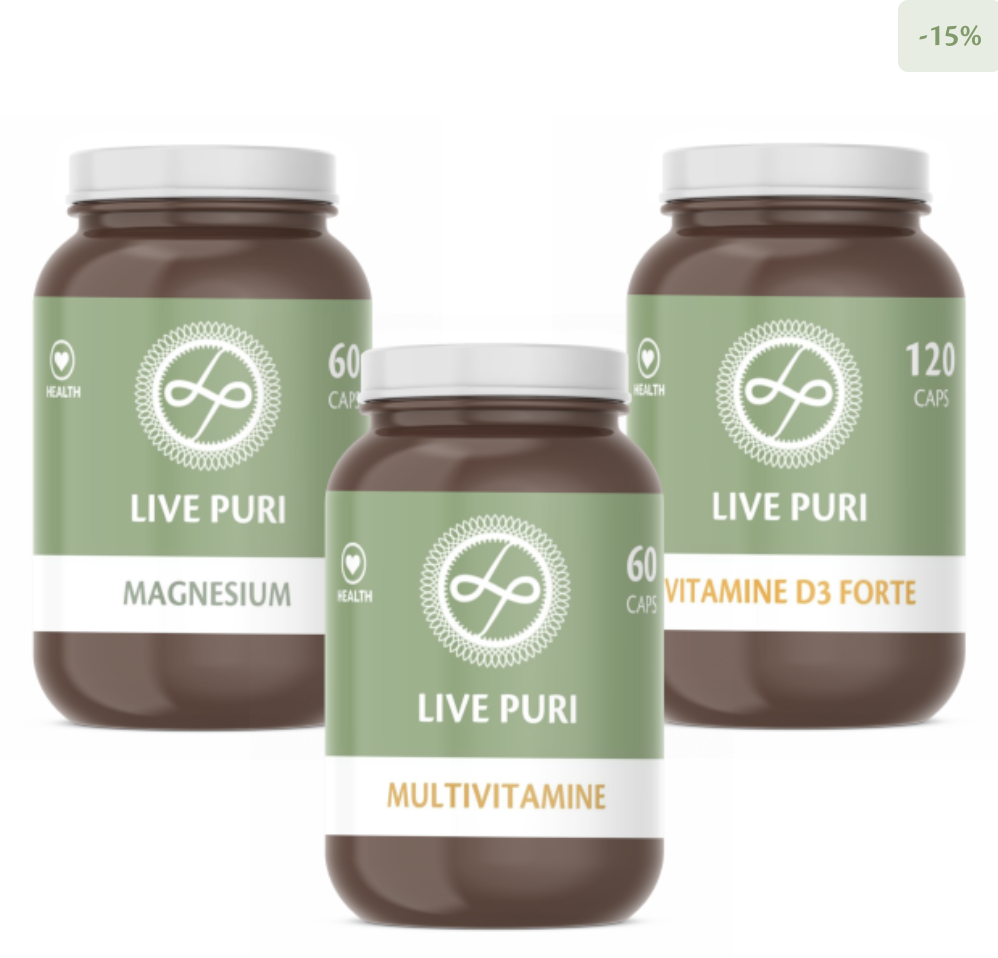 -15%
HEALTH
60
CAPS
LIVE PURI
MAGNESIUM
HEALTH
120
CAPS
LIVE PURI
VITAMINE D3 FORTE
HEALTH
60
CAPS
LIVE PURI
MULTIVITAMINE